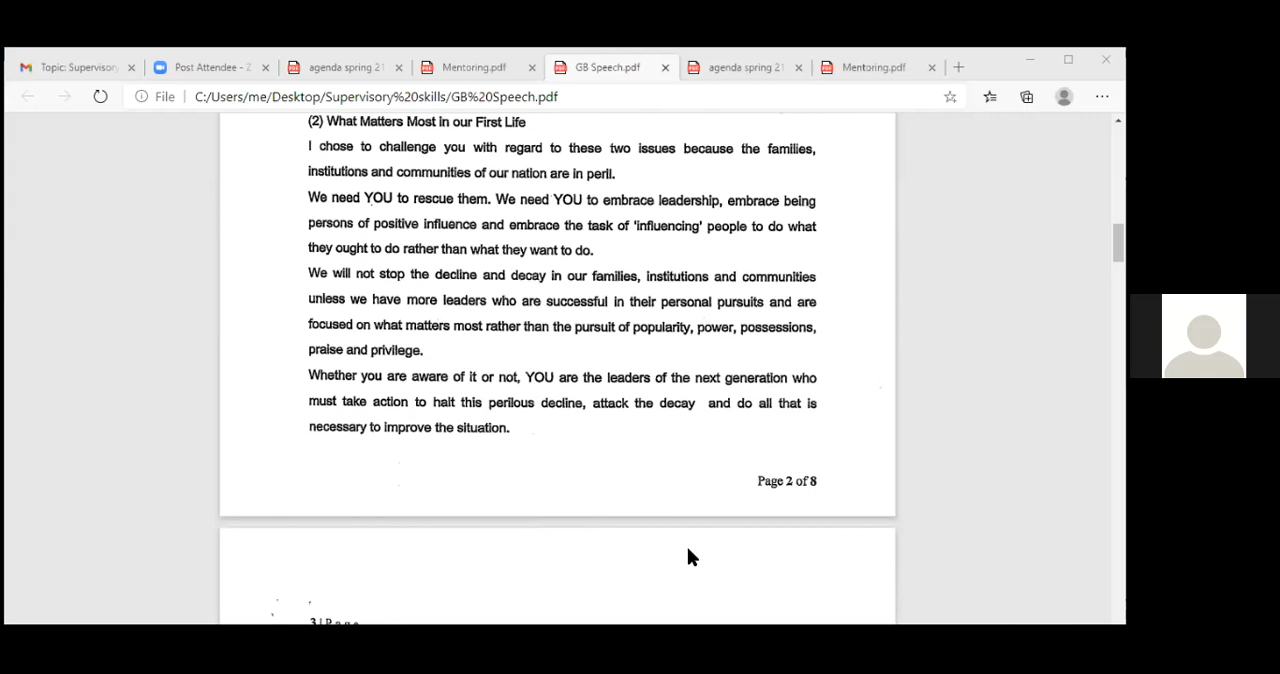 Topic: Supervisory
Post Attendee - Z
agenda spring 21
Mentoring.pdf
GB Speech.pdf
agenda spring 21
Mentoring.pdf
File
C:/Users/me/Desktop/Supervisory%20skills/GB%20Speech.pdf
(2) What Matters Most in our First Life
I chose to challenge you with regard to these two issues because the families,
institutions and communities of our nation are in peril.
We need YOU to rescue them. We need YOU to embrace leadership, embrace being
persons of positive influence and embrace the task of 'influencing' people to do what
they ought to do rather than what they want to do.
We will not stop the decline and decay in our families, institutions and communities
unless we have more leaders who are successful in their personal pursuits and are
focused on what matters most rather than the pursuit of popularity, power, possessions,
praise and privilege.
Whether you are aware of it or not, YOU are the leaders of the next generation who
must take action to halt this perilous decline, attack the decay and do all that is
necessary to improve the situation.
Page 2 of 8
3 | P a g e